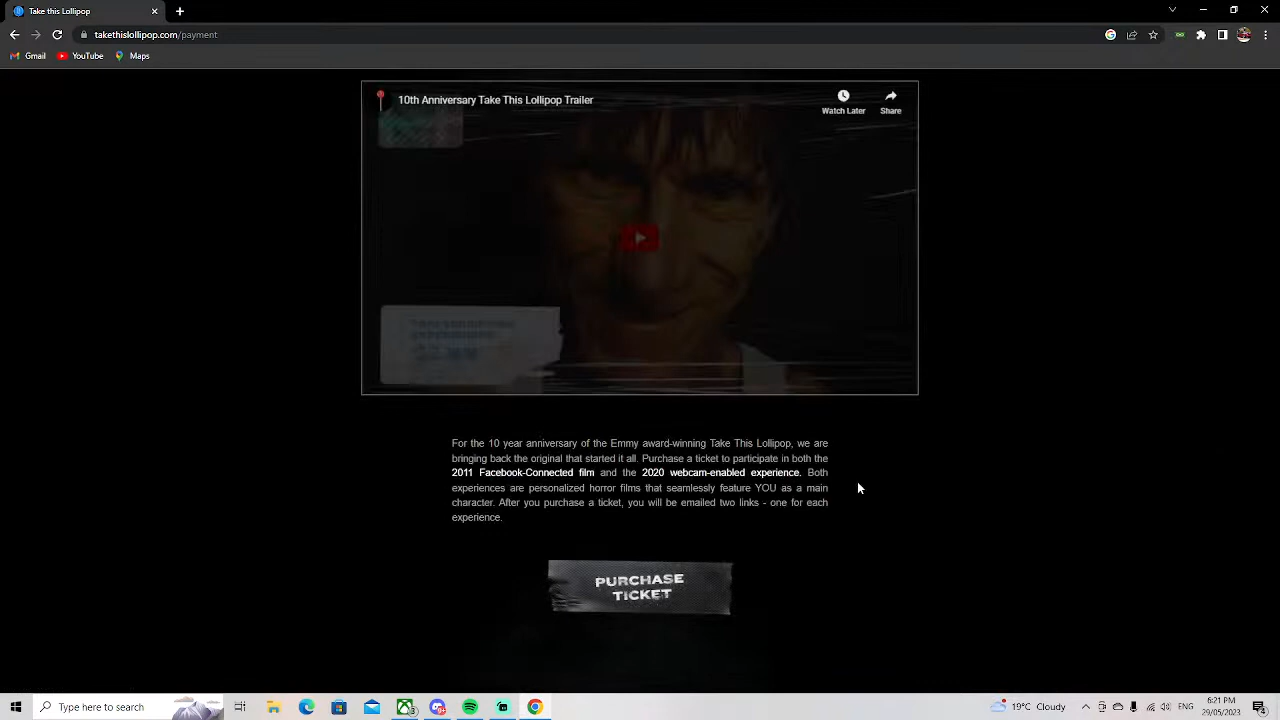 Take this Lollipop
takethislollipop.com/payment
Gmail
YouTube
Maps
10th Anniversary Take This Lollipop Trailer
Watch Later
Share
For the 10 year anniversary of the Emmy award-winning Take This Lollipop, we are
bringing back the original that started it all. Purchase a ticket to participate in both the
2011 Facebook-Connected film and the 2020 webcam-enabled experience. Both
experiences are personalized horror films that seamlessly feature YOU as a main
character. After you purchase a ticket, you will be emailed two links - one for each
experience.
PURCHASE
TICKET
Type here to search
19°C Cloudy
ENG
6:21 PM
29/05/2023